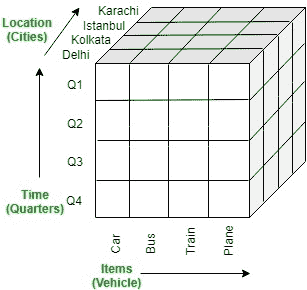 Location
(Cities)
Karachi
Istanbul
Kolkata
Delhi
Q1
Q2
Q3
Q4
Time
(Quarters)
Car
Bus
Train
Plane
Items
(Vehicle)